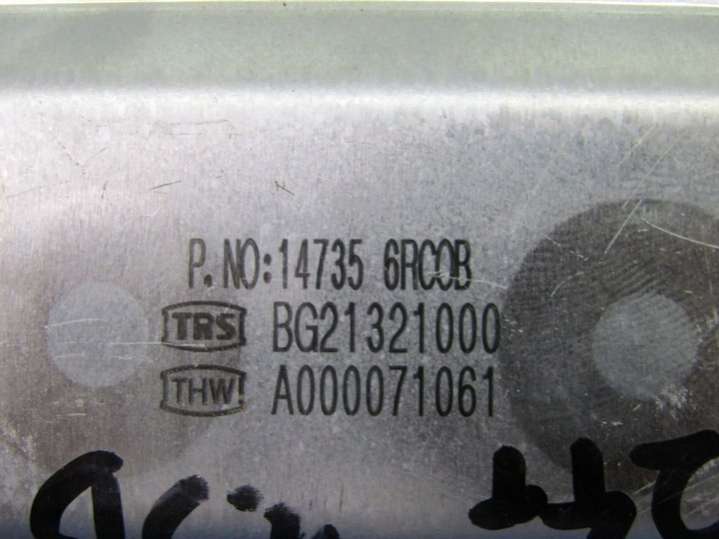 P.NO:14735 6RC0B
TRS BG21321000
THW A000071061